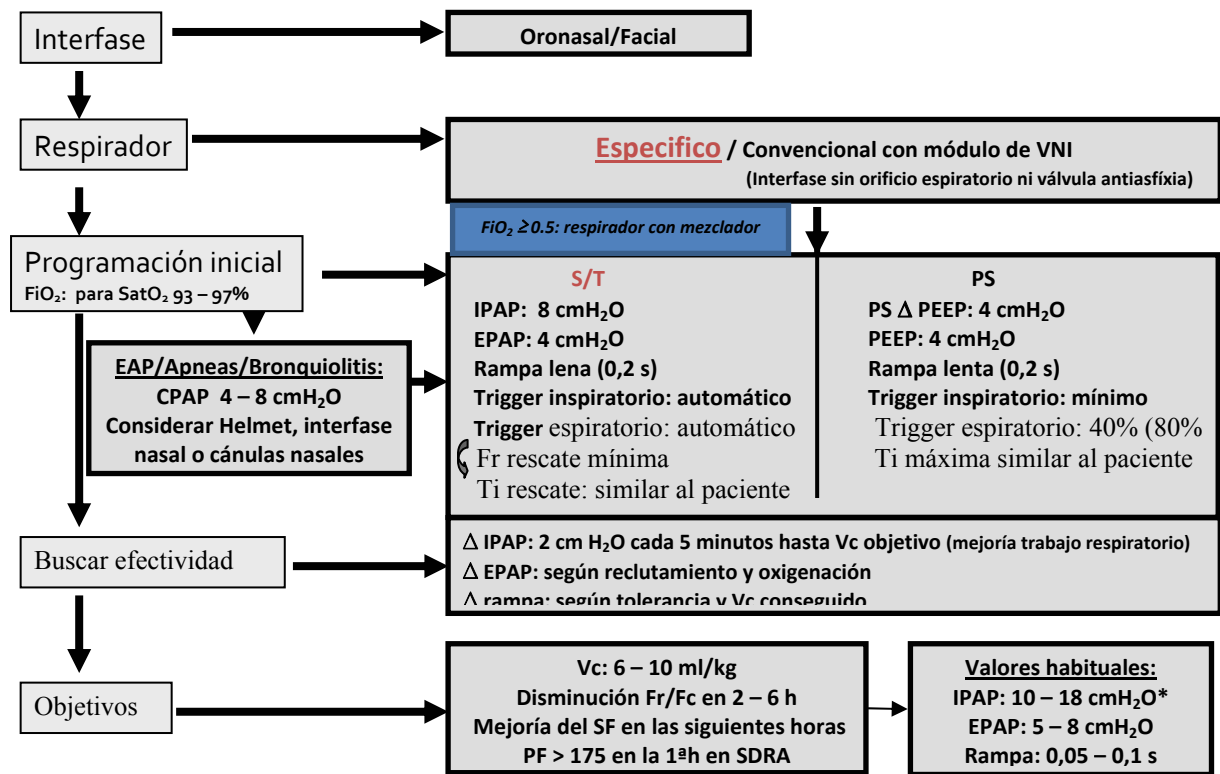 Interfase
Oronasal/Facial
Respirador
Especifico / Convencional con módulo de VNI
(Interfase sin orificio espiratorio ni válvula antiasfíxia)
FiO₂ ≥0.5: respirador con mezclador
Programación inicial
FiO₂: para SatO₂ 93 – 97%
S/T
IPAP: 8 cmH₂O
EPAP: 4 cmH₂O
Rampa lena (0,2 s)
Trigger inspiratorio: automático
Trigger espiratorio: automático
Fr rescate mínima
Ti rescate: similar al paciente
PS
PS Δ PEEP: 4 cmH₂O
PEEP: 4 cmH₂O
Rampa lenta (0,2 s)
Trigger inspiratorio: mínimo
Trigger espiratorio: 40% (80%
Ti máxima similar al paciente
EAP/Apneas/Bronquiolitis:
CPAP 4 – 8 cmH₂O
Considerar Helmet, interfase
nasal o cánulas nasales
Buscar efectividad
Δ IPAP: 2 cm H₂O cada 5 minutos hasta Vc objetivo (mejoría trabajo respiratorio)
Δ EPAP: según reclutamiento y oxigenación
Δ rampa: según tolerancia y Vc conseguido
Objetivos
Vc: 6 – 10 ml/kg
Disminución Fr/Fc en 2 – 6 h
Mejoría del SF en las siguientes horas
PF > 175 en la 1ªh en SDRA
Valores habituales:
IPAP: 10 – 18 cmH₂O*
EPAP: 5 – 8 cmH₂O
Rampa: 0,05 – 0,1 s